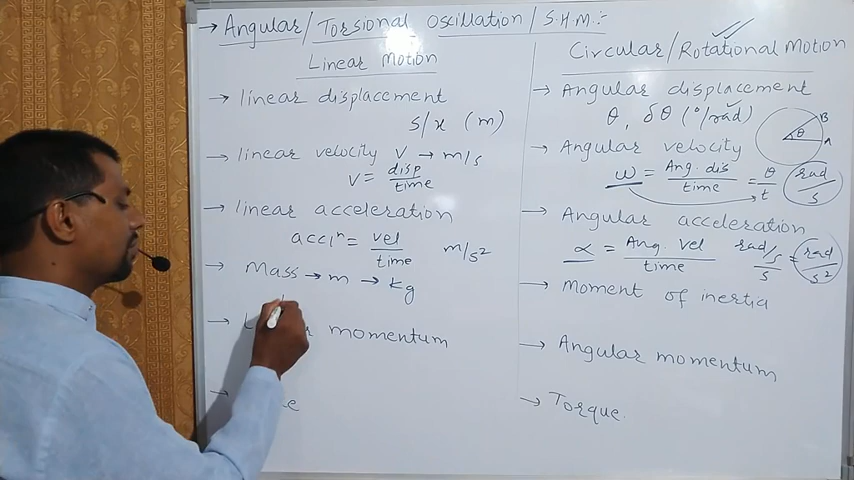 → Angular/Torsional Oscillation/S.H.M:-
Linear Motion
→ linear displacement
s/x (m)
→ linear velocity v → m/s
v = disp/time
→ linear acceleration
accⁿ = vel/time m/s²
→ Mass → m → kg
→ momentum
→
Circular/Rotational Motion
→ Angular displacement
θ, δθ (°/rad)
B
θ
A
→ Angular velocity
ω = Ang. dis/time = θ/t rad/s
→ Angular acceleration
α = Ang. vel/time rad/s/s = rad/s²
→ Moment of inertia
→ Angular momentum
→ Torque.